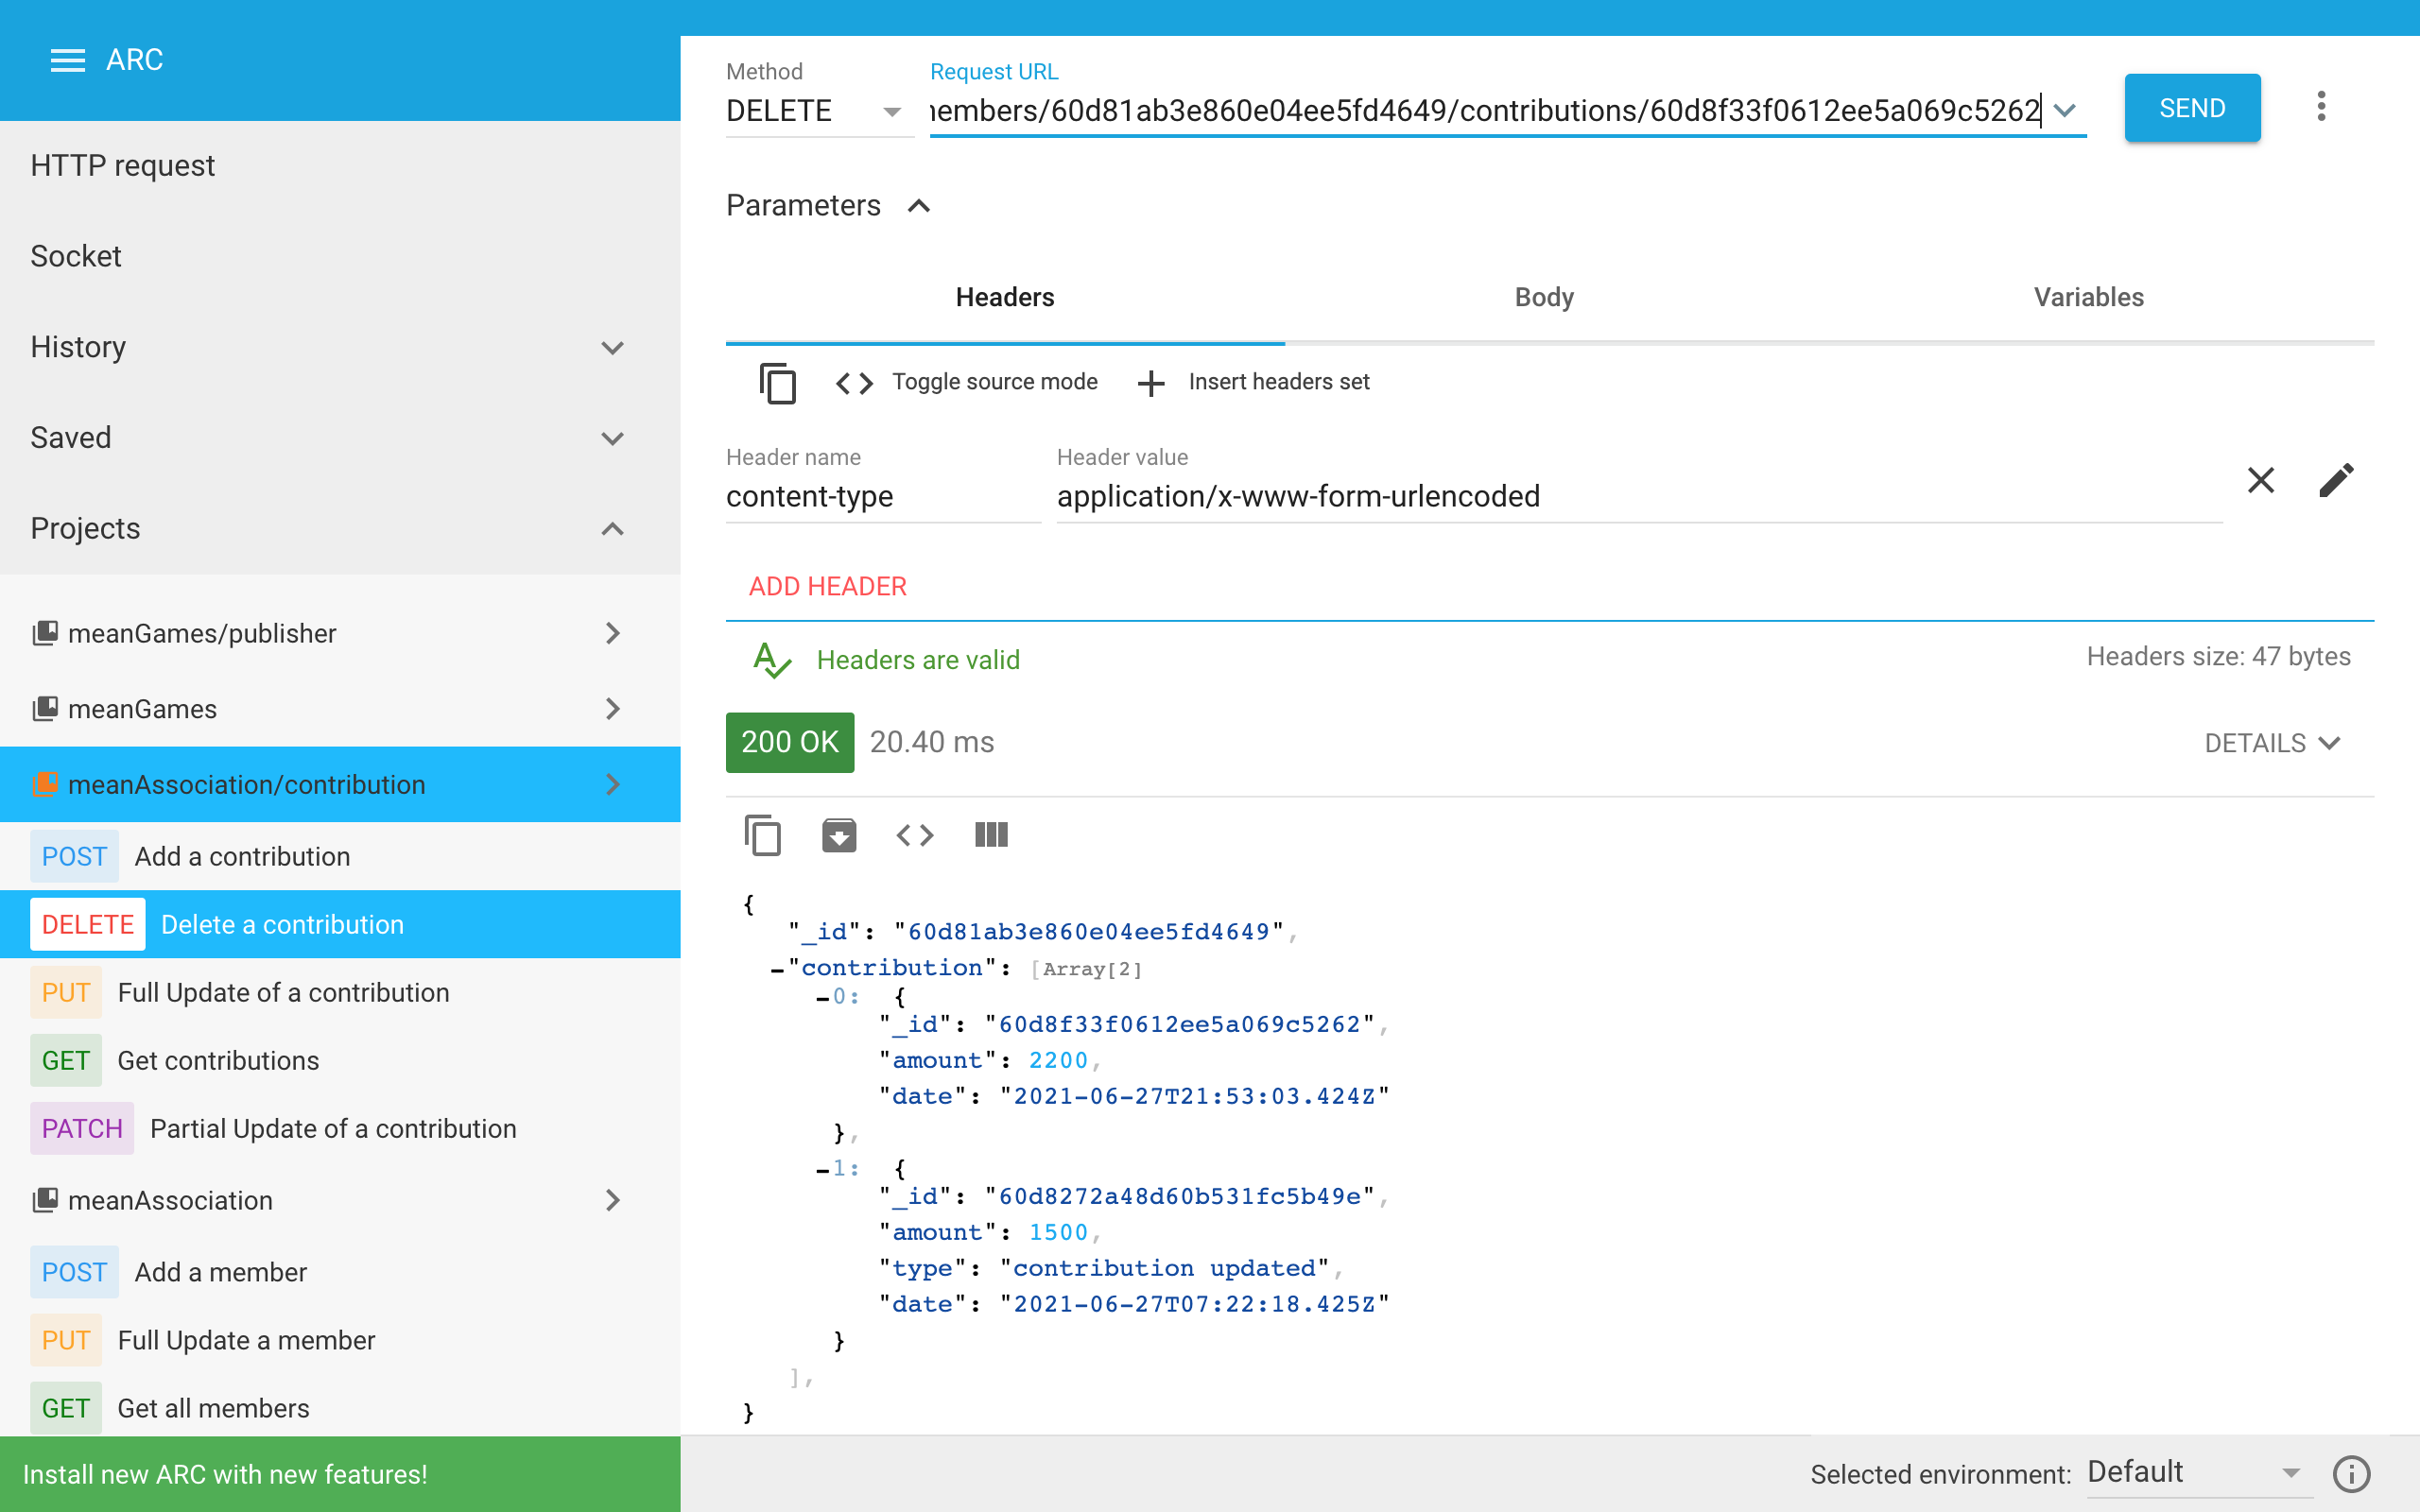 ARC
HTTP request
Socket
History
Saved
Projects
meanGames/publisher
meanGames
meanAssociation/contribution
POST Add a contribution
DELETE Delete a contribution
PUT Full Update of a contribution
GET Get contributions
PATCH Partial Update of a contribution
meanAssociation
POST Add a member
PUT Full Update a member
GET Get all members
Install new ARC with new features!
Method
DELETE
Request URL
embers/60d81ab3e860e04ee5fd4649/contributions/60d8f33f0612ee5a069c5262
SEND
Parameters
Headers Body Variables
Toggle source mode Insert headers set
Header name Header value
content-type application/x-www-form-urlencoded
ADD HEADER
Headers are valid Headers size: 47 bytes
200 OK 20.40 ms DETAILS
{
"_id": "60d81ab3e860e04ee5fd4649",
-"contribution": [Array[2]
-0: {
"_id": "60d8f33f0612ee5a069c5262",
"amount": 2200,
"date": "2021-06-27T21:53:03.424Z"
},
-1: {
"_id": "60d8272a48d60b531fc5b49e",
"amount": 1500,
"type": "contribution updated",
"date": "2021-06-27T07:22:18.425Z"
}
],
}
Selected environment: Default